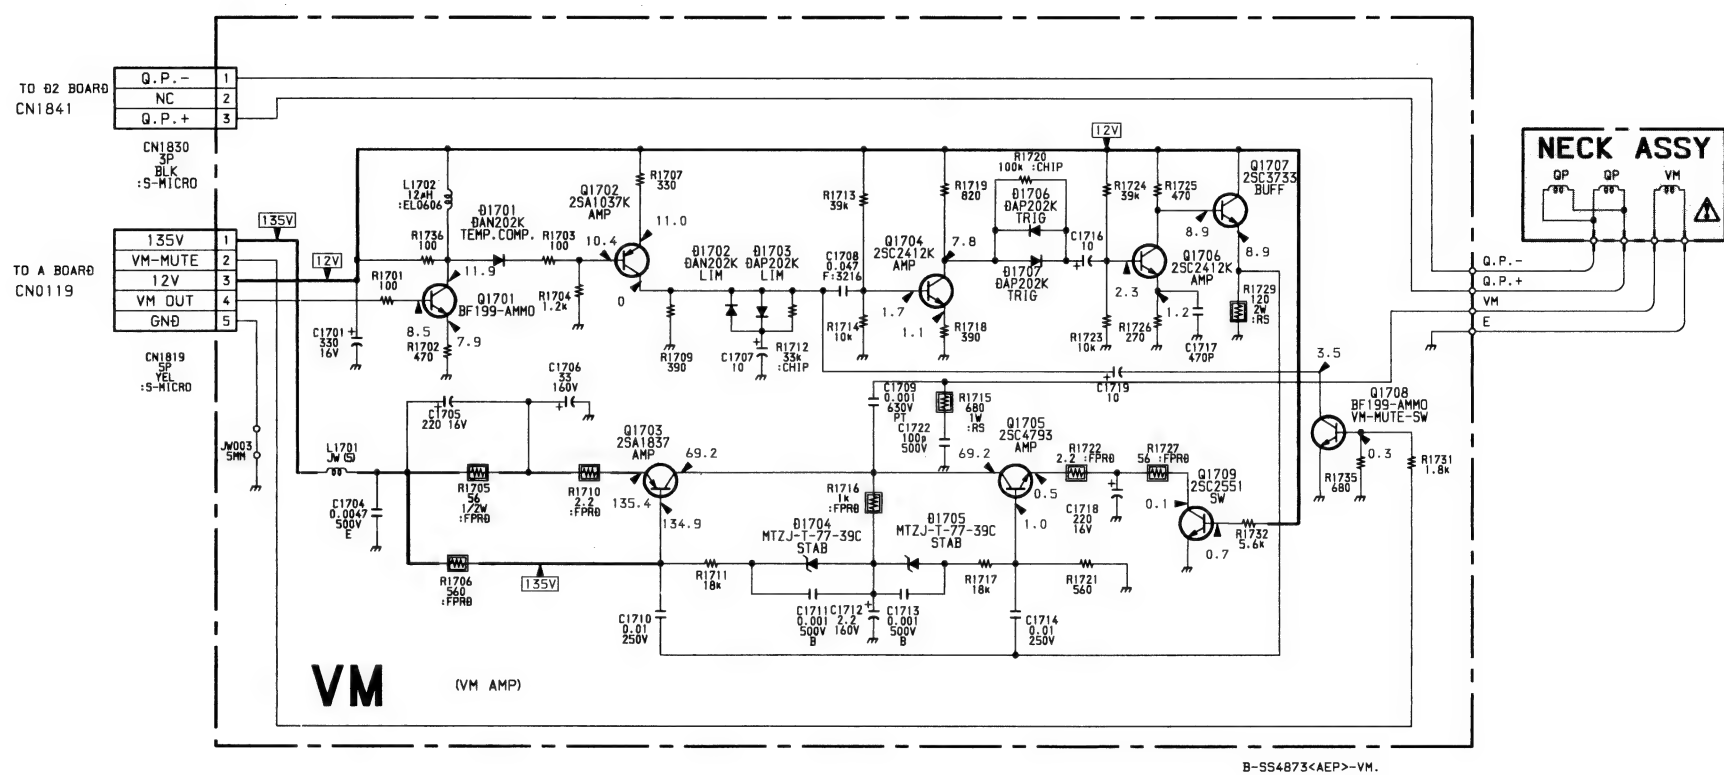 TO Ð2 BOARÐ
CN1841
Q.P.- 1
NC 2
Q.P.+ 3
CN1830
3P
BLK
:S-MICRO
TO A BOARÐ
CN0119
135V 1
VM-MUTE 2
12V 3
VM OUT 4
GNÐ 5
CN1819
5P
YEL
:S-MICRO
JW003
5MM
135V
12V
12V
135V
L1702
12µH
:EL0606
R1736
100
R1701
100
C1701
330
16V
8.5
R1702
470
7.9
11.9
Q1701
BF199-AMMO
Ð1701
ÐAN202K
TEMP.COMP.
R1703
100
R1704
1.2k
10.4
Q1702
2SA1037K
AMP
R1707
330
11.0
0
R1709
390
Ð1702
ÐAN202K
LIM
Ð1703
ÐAP202K
LIM
C1707
10
R1712
33k
:CHIP
C1708
0.047
F:3216
R1713
39k
R1714
10k
Q1704
2SC2412K
AMP
1.7
1.1
7.8
R1718
390
R1719
820
R1720
100k :CHIP
Ð1706
ÐAP202K
TRIG
Ð1707
ÐAP202K
TRIG
C1716
10
R1724
39k
R1723
10k
2.3
R1725
470
Q1706
2SC2412K
AMP
R1726
270
1.2
C1717
470P
8.9
Q1707
2SC3733
BUFF
8.9
R1729
120
2W
:RS
C1719
10
3.5
Q1708
BF199-AMMO
VM-MUTE-SW
0.3
R1735
680
R1731
1.8k
C1705
220 16V
C1706
33
160V
L1701
JW(5)
C1704
0.0047
500V
E
R1705
56
1/2W
:FPRÐ
R1710
2.2
:FPRÐ
R1706
560
:FPRÐ
Q1703
2SA1837
AMP
69.2
135.4
134.9
R1711
18k
C1710
0.01
250V
C1709
0.001
630V
PT
R1715
680
1W
:RS
C1722
100p
500V
R1716
1k
:FPRÐ
Ð1704
MTZJ-T-77-39C
STAB
Ð1705
MTZJ-T-77-39C
STAB
C1711
0.001
500V
B
C1712
2.2
160V
C1713
0.001
500V
B
R1717
18k
Q1705
2SC4793
AMP
69.2
0.5
1.0
R1722
2.2 :FPRÐ
R1727
56 :FPRÐ
C1718
220
16V
R1721
560
C1714
0.01
250V
Q1709
2SC2551
SW
0.1
0.7
R1732
5.6k
NECK ASSY
QP
QP
VM
Q.P.-
Q.P.+
VM
E
VM
(VM AMP)
B-SS4873<AEP>-VM.